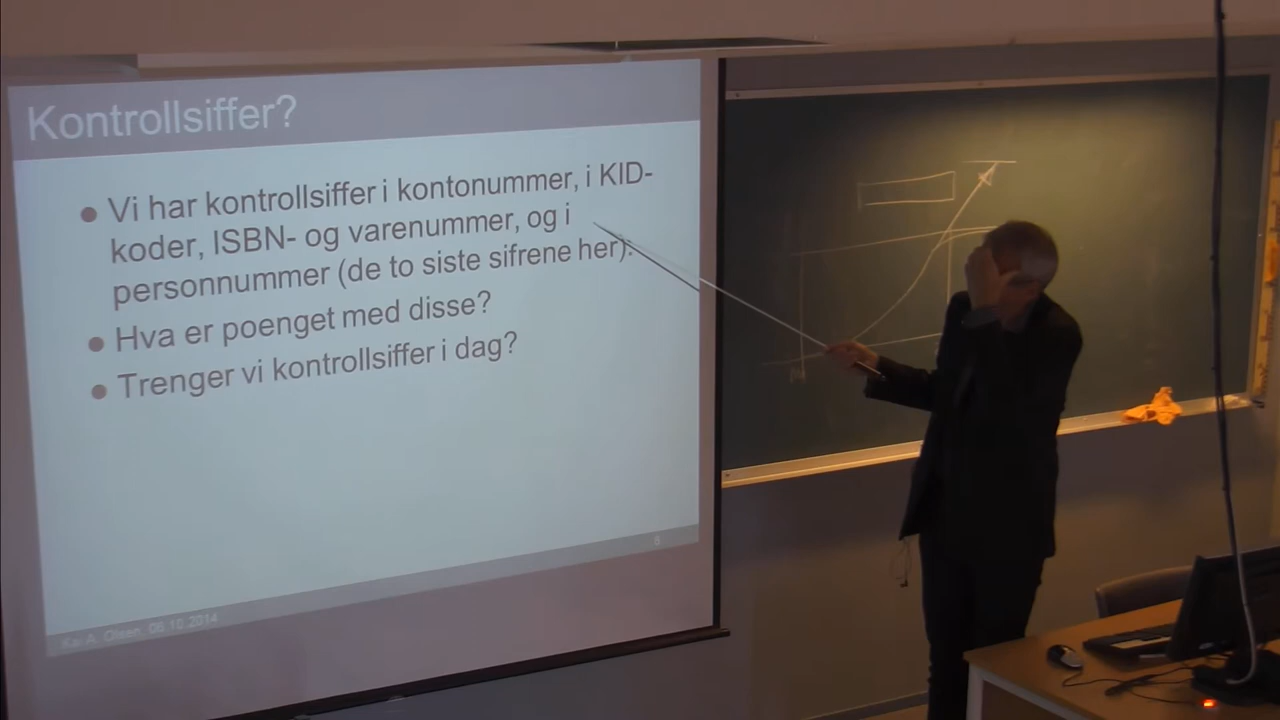 Kontrollsiffer?
Vi har kontrollsiffer i kontonummer, i KID-
koder, ISBN- og varenummer, og i
personnummer (de to siste sifrene her).
Hva er poenget med disse?
Trenger vi kontrollsiffer i dag?
6
Kai A. Olsen, 06.10.2014